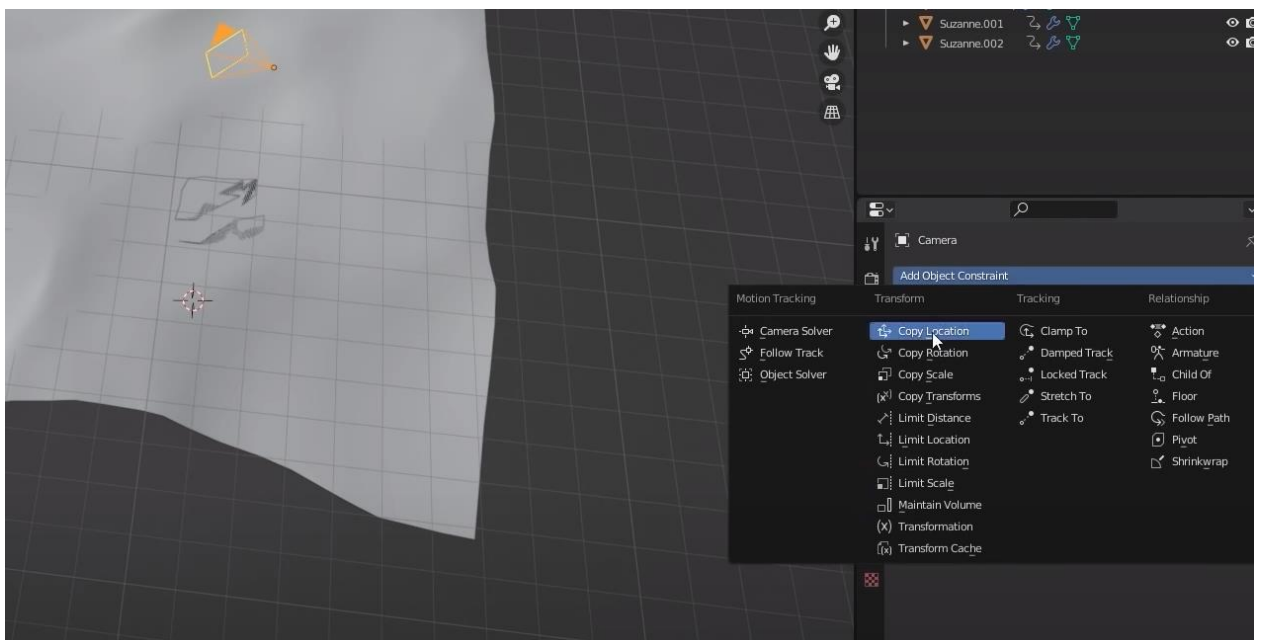 Suzanne.001
Suzanne.002
Camera
Add Object Constraint
Motion Tracking
Camera Solver
Follow Track
Object Solver
Transform
Copy Location
Copy Rotation
Copy Scale
Copy Transforms
Limit Distance
Limit Location
Limit Rotation
Limit Scale
Maintain Volume
Transformation
Transform Cache
Tracking
Clamp To
Damped Track
Locked Track
Stretch To
Track To
Relationship
Action
Armature
Child Of
Floor
Follow Path
Pivot
Shrinkwrap